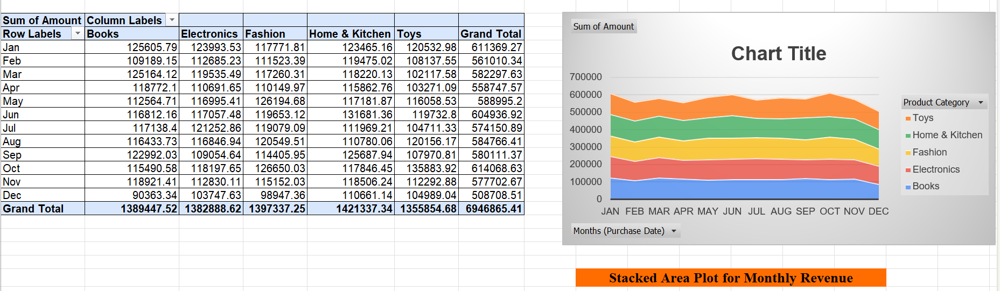 Sum of Amount Column Labels
Row Labels Books Electronics Fashion Home & Kitchen Toys Grand Total
Jan 125605.79 123993.53 117771.81 123465.16 120532.98 611369.27
Feb 109189.15 112685.23 111523.39 119475.02 108137.55 561010.34
Mar 125164.12 119535.49 117260.31 118220.13 102117.58 582297.63
Apr 118772.1 110691.65 110149.97 115862.76 103271.09 558747.57
May 112564.71 116995.41 126194.68 117181.87 116058.53 588995.2
Jun 116812.16 117057.48 119653.12 131681.36 119732.8 604936.92
Jul 117138.4 121252.86 119079.09 111969.21 104711.33 574150.89
Aug 116433.73 116846.94 120549.51 110780.06 120156.17 584766.41
Sep 122992.03 109054.64 114405.95 125687.94 107970.81 580111.37
Oct 115490.58 118197.65 126650.03 117846.45 135883.92 614068.63
Nov 118921.41 112830.11 115152.03 118506.24 112292.88 577702.67
Dec 90363.34 103747.63 98947.36 110661.14 104989.04 508708.51
Grand Total 1389447.52 1382888.62 1397337.25 1421337.34 1355854.68 6946865.41
Sum of Amount
Chart Title
700000
600000
500000
400000
300000
200000
100000
0
JAN FEB MAR APR MAY JUN JUL AUG SEP OCT NOV DEC
Product Category
Toys
Home & Kitchen
Fashion
Electronics
Books
Months (Purchase Date)
Stacked Area Plot for Monthly Revenue